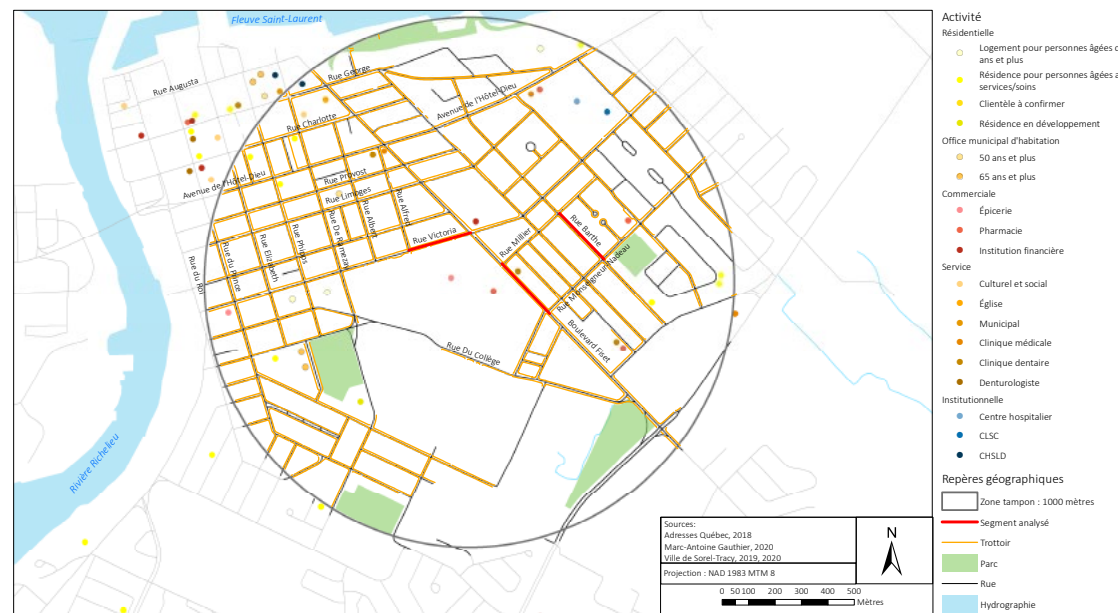 Fleuve Saint-Laurent
Rue Augusta
Rue George
Avenue de l'Hôtel-Dieu
Rue Charlotte
Rue Prévost
Avenue de l'Hôtel-Dieu
Rue Limoges
Rue Alfred
Rue Albert
Rue De Ramezay
Rue Victoria
Rue Phipps
Rue Elizabeth
Rue du Prince
Rue du Roi
Rue Millier
Rue Barthe
Rue Monseigneur-Nadeau
Boulevard Fiset
Rue Du Collège
Rivière Richelieu
Sources:
Adresses Québec, 2018
Marc-Antoine Gauthier, 2020
Ville de Sorel-Tracy, 2019, 2020
Projection : NAD 1983 MTM 8
N
0 50 100 200 300 400 500
Mètres
Activité
Résidentielle
Logement pour personnes âgées
ans et plus
Résidence pour personnes âgées
services/soins
Clientèle à confirmer
Résidence en développement
Office municipal d'habitation
50 ans et plus
65 ans et plus
Commerciale
Épicerie
Pharmacie
Institution financière
Service
Culturel et social
Église
Municipal
Clinique médicale
Clinique dentaire
Denturologiste
Institutionnelle
Centre hospitalier
CLSC
CHSLD
Repères géographiques
Zone tampon : 1000 mètres
Segment analysé
Trottoir
Parc
Rue
Hydrographie